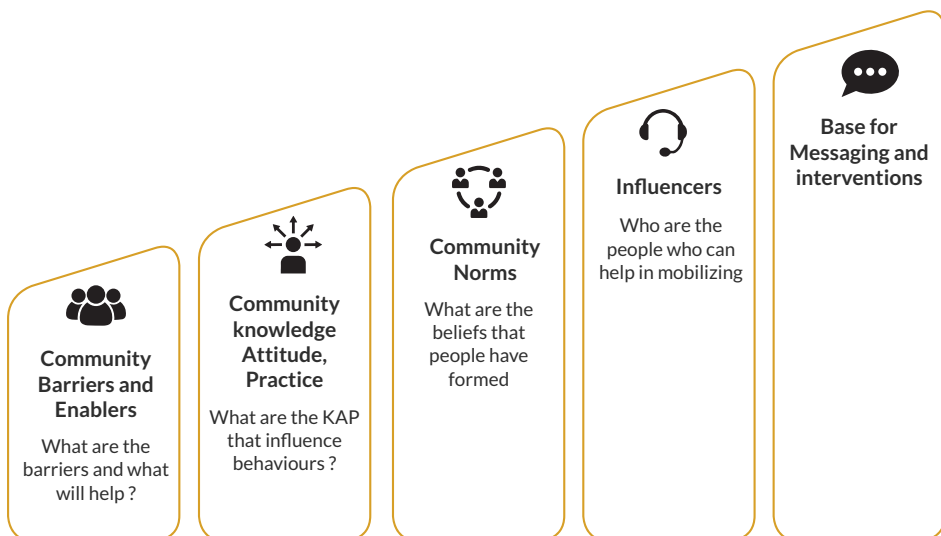 Community
Barriers and
Enablers
What are the
barriers and what
will help ?
Community
knowledge
Attitude,
Practice
What are the KAP
that influence
behaviours ?
Community
Norms
What are the
beliefs that
people have
formed
Influencers
Who are the
people who can
help in mobilizing
Base for
Messaging and
interventions